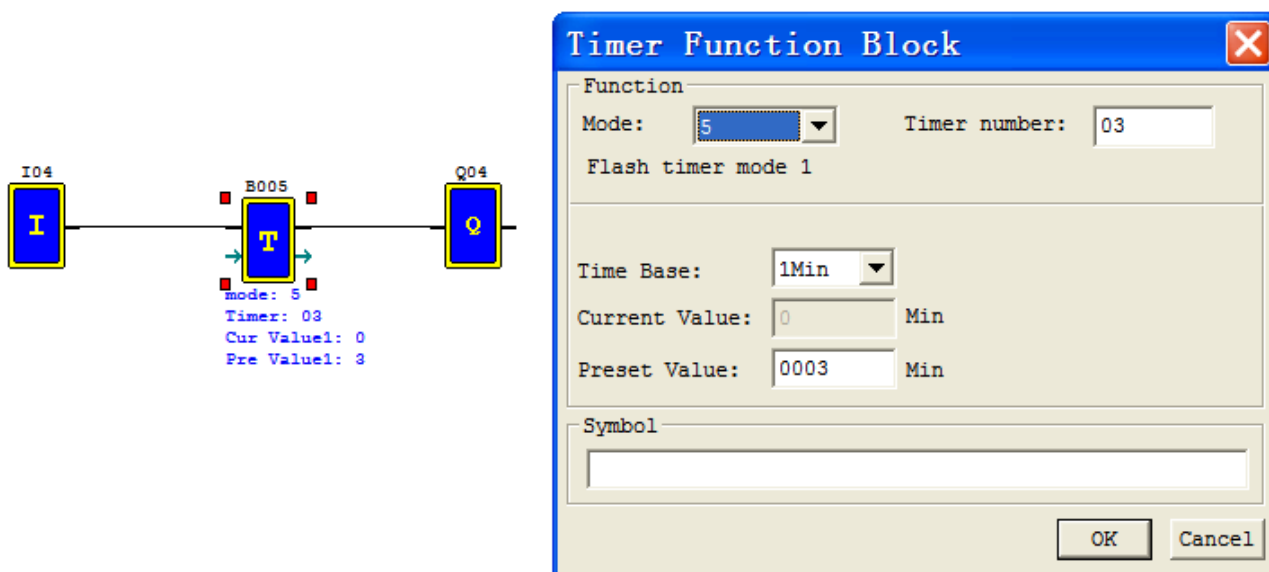 I04
I
B005
T
Q04
Q
mode: 5
Timer: 03
Cur Value1: 0
Pre Value1: 3
Timer Function Block
Function
Mode: 5 Timer number: 03
Flash timer mode 1
Time Base: 1Min
Current Value: 0 Min
Preset Value: 0003 Min
Symbol
OK Cancel